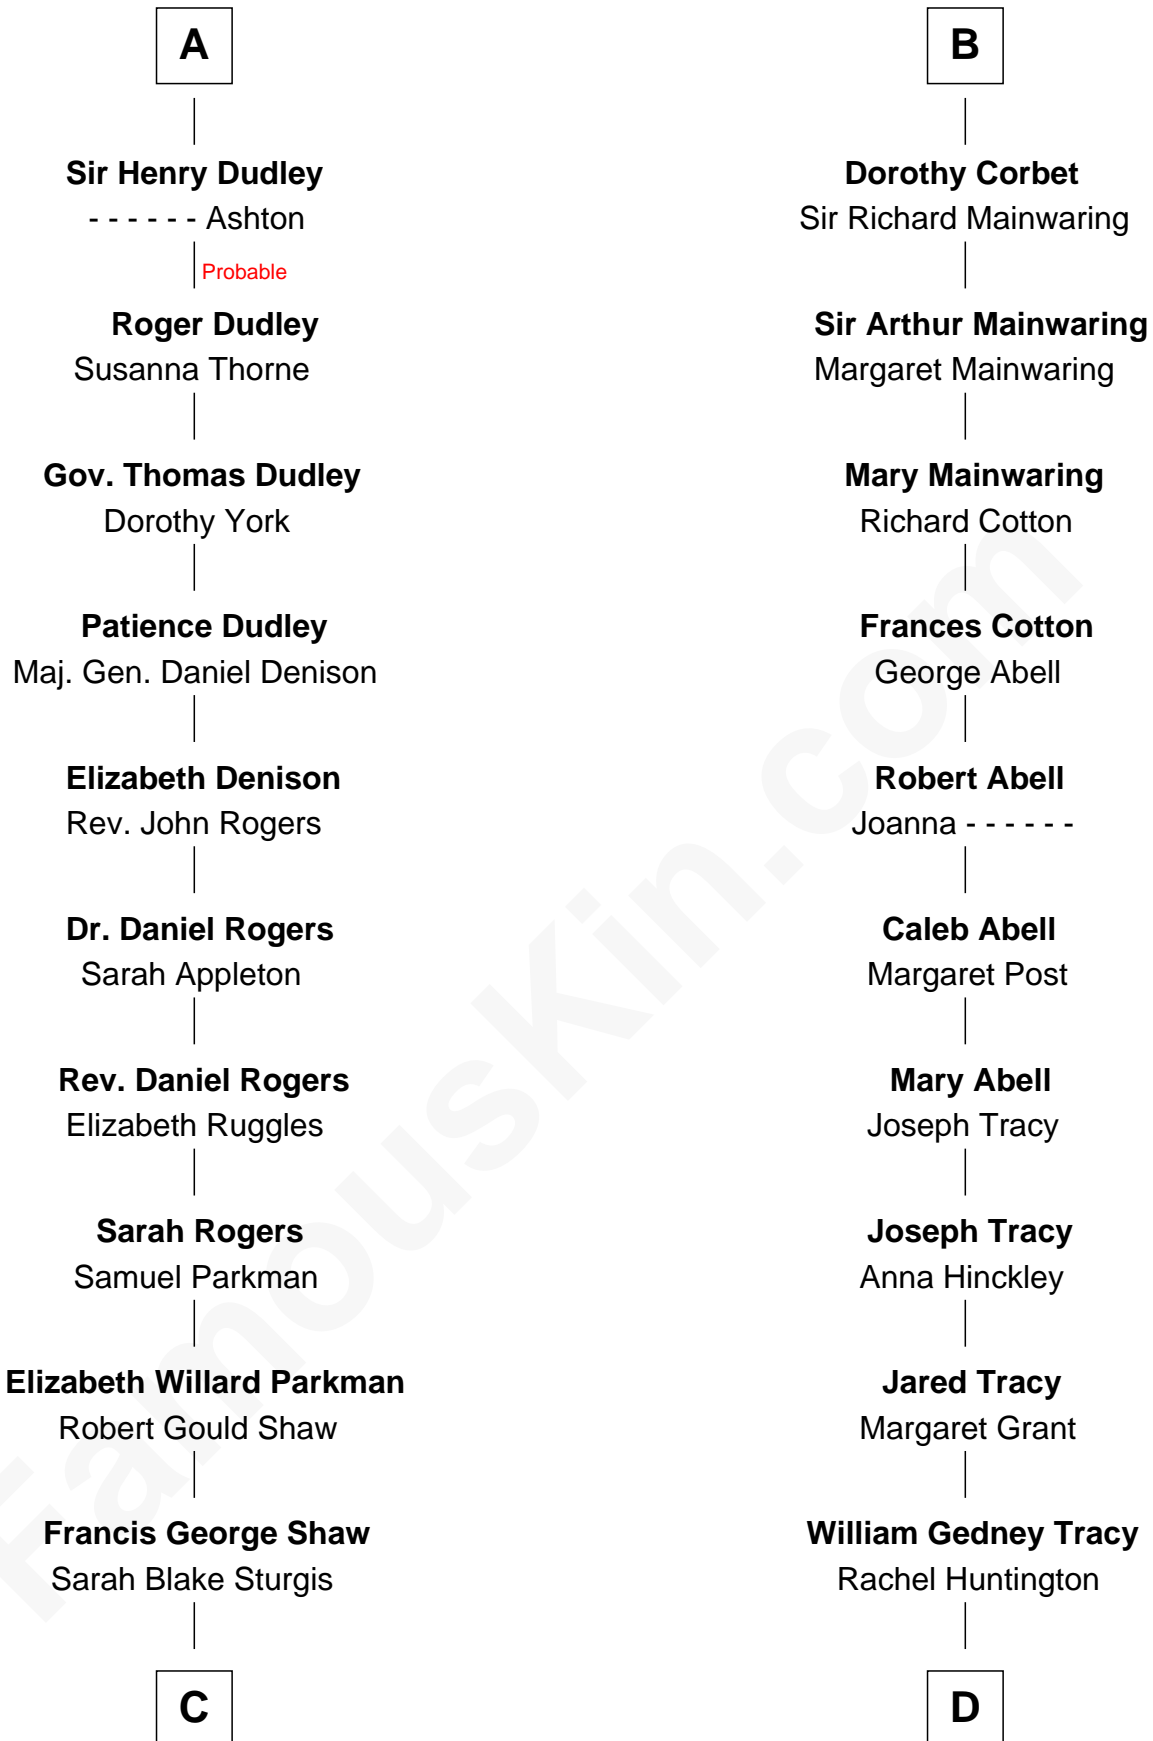 A
Sir Henry Dudley
- - - - - - Ashton
Probable
Roger Dudley
Susanna Thorne
Gov. Thomas Dudley
Dorothy York
Patience Dudley
Maj. Gen. Daniel Denison
Elizabeth Denison
Rev. John Rogers
Dr. Daniel Rogers
Sarah Appleton
Rev. Daniel Rogers
Elizabeth Ruggles
Sarah Rogers
Samuel Parkman
Elizabeth Willard Parkman
Robert Gould Shaw
Francis George Shaw
Sarah Blake Sturgis
C
B
Dorothy Corbet
Sir Richard Mainwaring
Sir Arthur Mainwaring
Margaret Mainwaring
Mary Mainwaring
Richard Cotton
Frances Cotton
George Abell
Robert Abell
Joanna - - - - - -
Caleb Abell
Margaret Post
Mary Abell
Joseph Tracy
Joseph Tracy
Anna Hinckley
Jared Tracy
Margaret Grant
William Gedney Tracy
Rachel Huntington
D
FamousKin.com